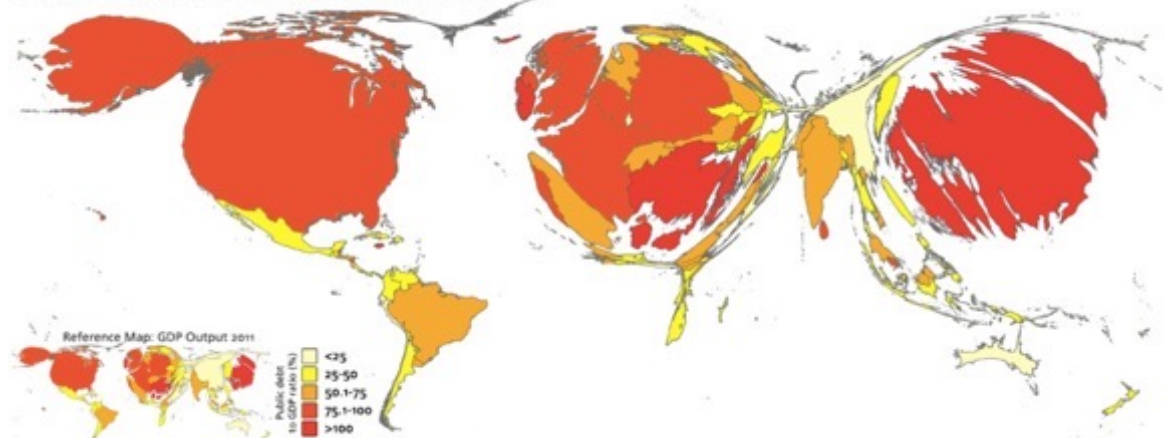 Reference Map: GDP Output 2011
Public debt
to GDP ratio (%)
<25
25-50
50.1-75
75.1-100
>100